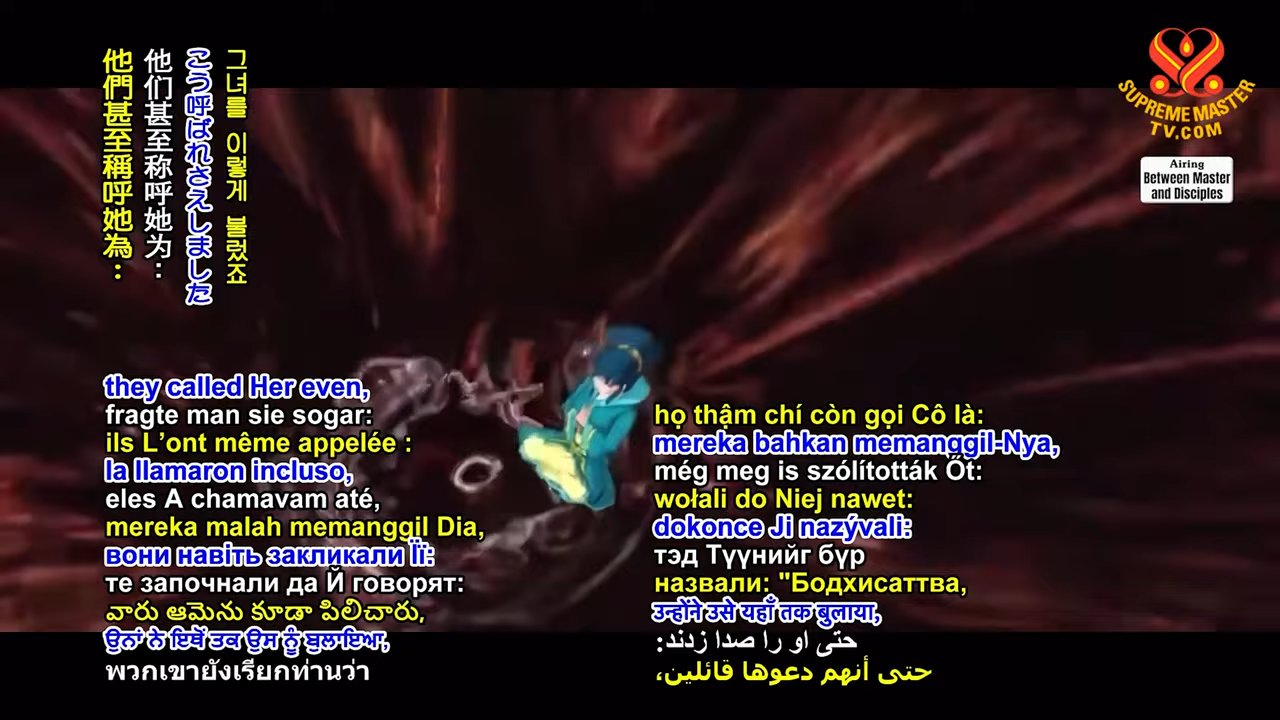 그녀를 이렇게 불렀죠
こう呼ばれさえしました
他们甚至称呼她为：
他們甚至稱呼她為：
SUPREME MASTER
TV.COM
Airing
Between Master
and Disciples
they called Her even,
fragte man sie sogar:
ils L’ont même appelée :
la llamaron incluso,
eles A chamavam até,
mereka malah memanggil Dia,
вони навіть закликали Її:
те започнали да Й говорят:
వారు ఆమెను కూడా పిలిచారు,
ਉਨਾਂ ਨੇ ਇਥੋਂ ਤਕ ਉਸ ਨੂੰ ਬੁਲਾਇਆ,
พวกเขายังเรียกท่านว่า
họ thậm chí còn gọi Cô là:
mereka bahkan memanggil-Nya,
még meg is szólították Őt:
wołali do Niej nawet:
dokonce Ji nazývali:
тэд Түүнийг бүр
назвали: "Бодхисаттва,
उन्होंने उसे यहाँ तक बुलाया,
حتی او را صدا زدند:
حتى أنهم دعوها قائلين،